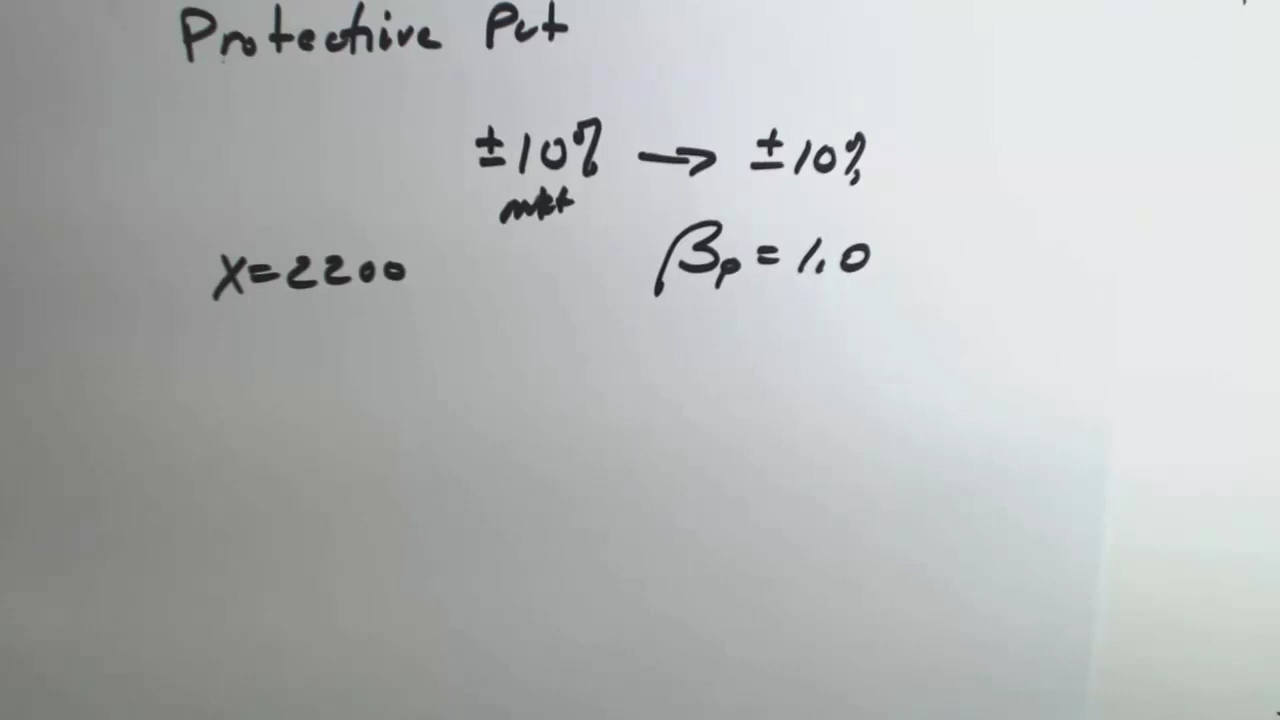 Protective Put
±10% → ±10%
mkt
X=2200 βp = 1.0